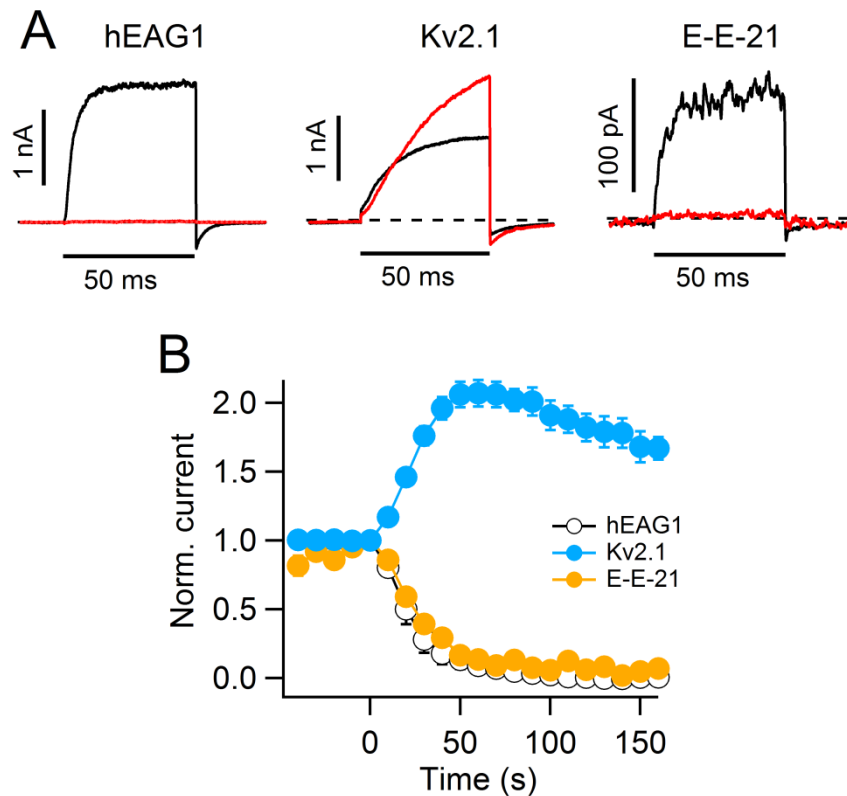 A
hEAG1
Kv2.1
E-E-21
1 nA
1 nA
100 pA
50 ms
50 ms
50 ms
B
Norm. current
2.0
1.5
1.0
0.5
0.0
hEAG1
Kv2.1
E-E-21
0
50
100
150
Time (s)